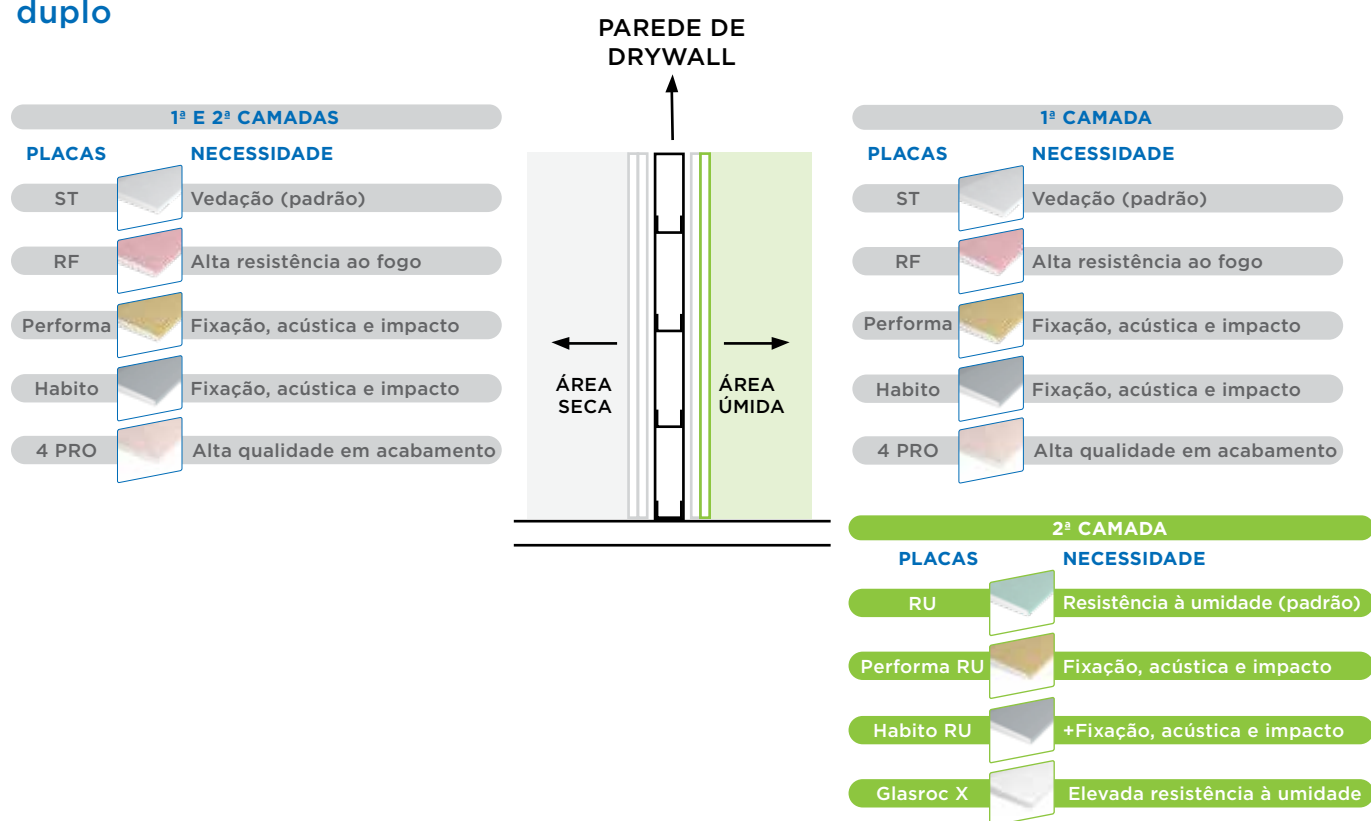 duplo
PAREDE DE
DRYWALL
1ª E 2ª CAMADAS
PLACAS NECESSIDADE
ST Vedação (padrão)
RF Alta resistência ao fogo
Performa Fixação, acústica e impacto
Habito Fixação, acústica e impacto
4 PRO Alta qualidade em acabamento
ÁREA
SECA
ÁREA
ÚMIDA
1ª CAMADA
PLACAS NECESSIDADE
ST Vedação (padrão)
RF Alta resistência ao fogo
Performa Fixação, acústica e impacto
Habito Fixação, acústica e impacto
4 PRO Alta qualidade em acabamento
2ª CAMADA
PLACAS NECESSIDADE
RU Resistência à umidade (padrão)
Performa RU Fixação, acústica e impacto
Habito RU +Fixação, acústica e impacto
Glasroc X Elevada resistência à umidade